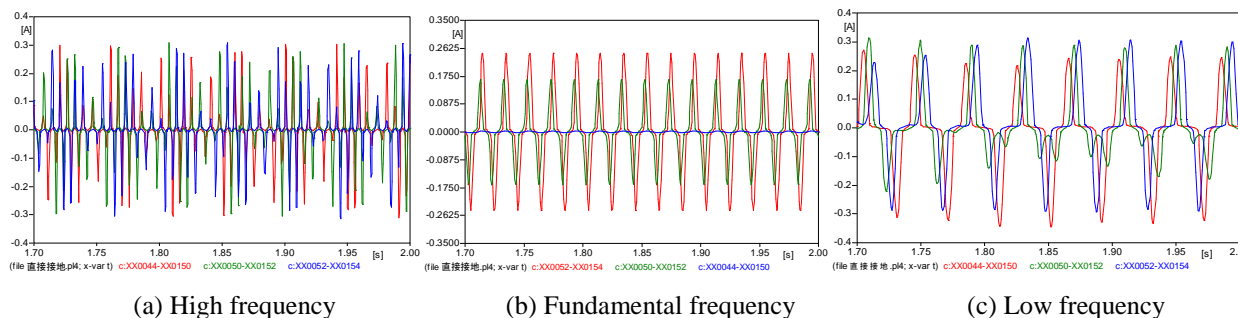 0.4
[A]
0.3
0.2
0.1
0.0
-0.1
-0.2
-0.3
-0.4
1.70 1.75 1.80 1.85 1.90 1.95 [s] 2.00
(file 直接接地.pl4; x-var t) c:XX0044-XX0150 c:XX0050-XX0152 c:XX0052-XX0154
(a) High frequency
0.3500
[A]
0.2625
0.1750
0.0875
0.0000
-0.0875
-0.1750
-0.2625
-0.3500
1.70 1.75 1.80 1.85 1.90 1.95 [s] 2.00
(file 直接接地.pl4; x-var t) c:XX0052-XX0154 c:XX0050-XX0152 c:XX0044-XX0150
(b) Fundamental frequency
0.4
[A]
0.3
0.2
0.1
0.0
-0.1
-0.2
-0.3
-0.4
1.70 1.75 1.80 1.85 1.90 1.95 [s] 2.0
(file 直接接地.pl4; x-var t) c:XX0044-XX0150 c:XX0050-XX0152 c:XX0052-XX0154
(c) Low frequency